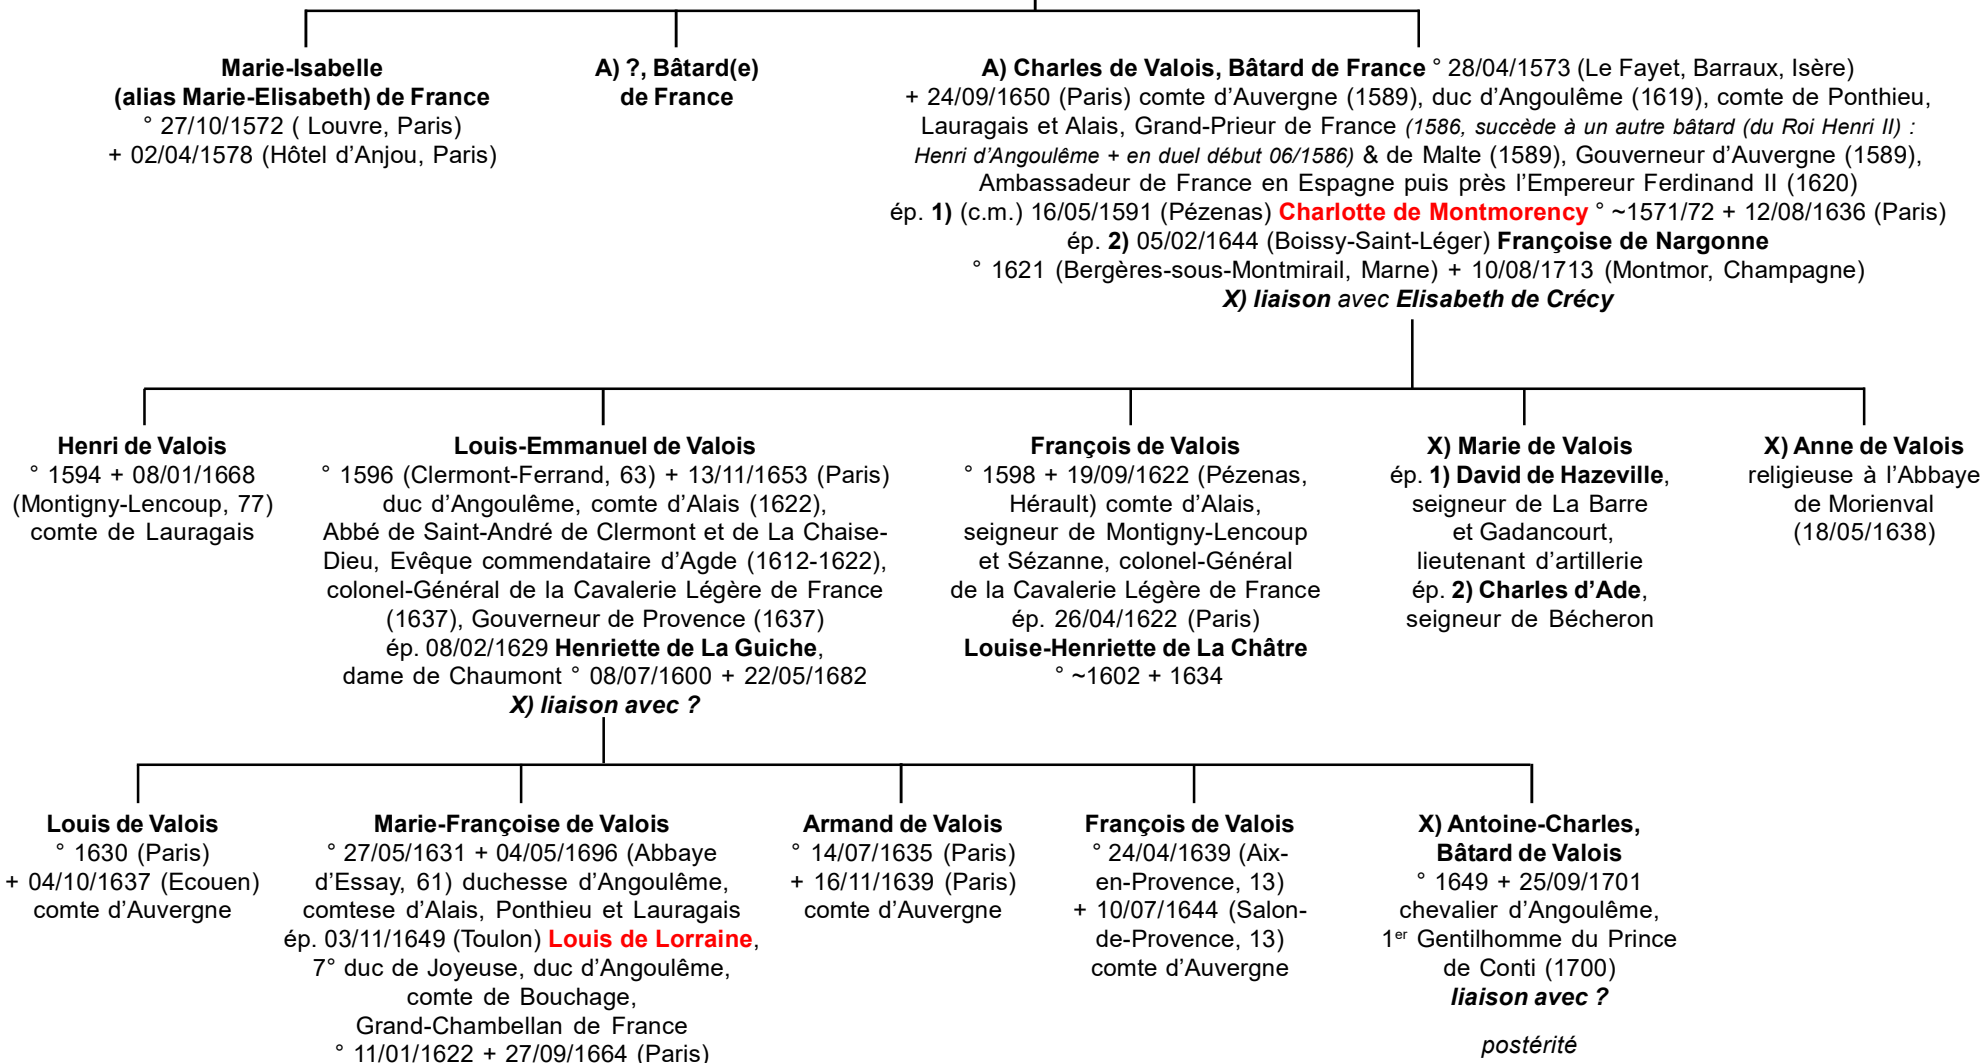 Marie-Isabelle
(alias Marie-Elisabeth) de France
° 27/10/1572 ( Louvre, Paris)
+ 02/04/1578 (Hôtel d'Anjou, Paris)
A) ?, Bâtard(e)
de France
A) Charles de Valois, Bâtard de France ° 28/04/1573 (Le Fayet, Barraux, Isère)
+ 24/09/1650 (Paris) comte d'Auvergne (1589), duc d'Angoulême (1619), comte de Ponthieu,
Lauragais et Alais, Grand-Prieur de France (1586, succède à un autre bâtard (du Roi Henri II) :
Henri d'Angoulême + en duel début 06/1586) & de Malte (1589), Gouverneur d'Auvergne (1589),
Ambassadeur de France en Espagne puis près l'Empereur Ferdinand II (1620)
ép. 1) (c.m.) 16/05/1591 (Pézenas) Charlotte de Montmorency ° ~1571/72 + 12/08/1636 (Paris)
ép. 2) 05/02/1644 (Boissy-Saint-Léger) Françoise de Nargonne
° 1621 (Bergères-sous-Montmirail, Marne) + 10/08/1713 (Montmor, Champagne)
X) liaison avec Elisabeth de Crécy
Henri de Valois
° 1594 + 08/01/1668
(Montigny-Lencoup, 77)
comte de Lauragais
Louis-Emmanuel de Valois
° 1596 (Clermont-Ferrand, 63) + 13/11/1653 (Paris)
duc d'Angoulême, comte d'Alais (1622),
Abbé de Saint-André de Clermont et de La Chaise-
Dieu, Evêque commendataire d'Agde (1612-1622),
colonel-Général de la Cavalerie Légère de France
(1637), Gouverneur de Provence (1637)
ép. 08/02/1629 Henriette de La Guiche,
dame de Chaumont ° 08/07/1600 + 22/05/1682
X) liaison avec ?
François de Valois
° 1598 + 19/09/1622 (Pézenas,
Hérault) comte d'Alais,
seigneur de Montigny-Lencoup
et Sézanne, colonel-Général
de la Cavalerie Légère de France
ép. 26/04/1622 (Paris)
Louise-Henriette de La Châtre
° ~1602 + 1634
X) Marie de Valois
ép. 1) David de Hazeville,
seigneur de La Barre
et Gadancourt,
lieutenant d'artillerie
ép. 2) Charles d'Ade,
seigneur de Bécheron
X) Anne de Valois
religieuse à l'Abbaye
de Morienval
(18/05/1638)
Louis de Valois
° 1630 (Paris)
+ 04/10/1637 (Ecouen)
comte d'Auvergne
Marie-Françoise de Valois
° 27/05/1631 + 04/05/1696 (Abbaye
d'Essay, 61) duchesse d'Angoulême,
comtese d'Alais, Ponthieu et Lauragais
ép. 03/11/1649 (Toulon) Louis de Lorraine,
7° duc de Joyeuse, duc d'Angoulême,
comte de Bouchage,
Grand-Chambellan de France
° 11/01/1622 + 27/09/1664 (Paris)
Armand de Valois
° 14/07/1635 (Paris)
+ 16/11/1639 (Paris)
comte d'Auvergne
François de Valois
° 24/04/1639 (Aix-
en-Provence, 13)
+ 10/07/1644 (Salon-
de-Provence, 13)
comte d'Auvergne
X) Antoine-Charles,
Bâtard de Valois
° 1649 + 25/09/1701
chevalier d'Angoulême,
1er Gentilhomme du Prince
de Conti (1700)
liaison avec ?
postérité